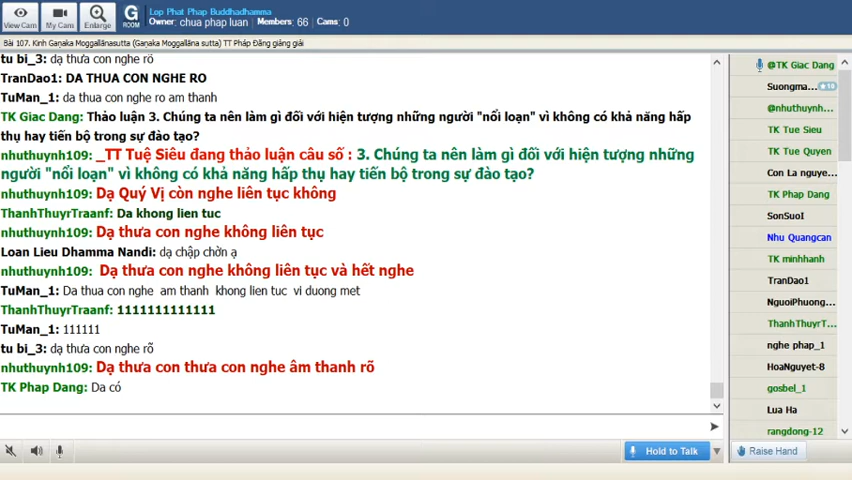 View Cam
My Cam
Enlarge
G
ROOM
Lop Phat Phap Buddhadhamma
Owner: chua phap luan Members: 66 Cams: 0
Bài 107. Kinh Gaṇaka Moggallānasutta (Gaṇaka Moggallāna sutta) TT Pháp Đăng giảng giải
tu bi_3: dạ thưa con nghe rõ
TranDao1: DA THUA CON NGHE RO
TuMan_1: da thua con nghe ro am thanh
TK Giac Dang: Thảo luận 3. Chúng ta nên làm gì đối với hiện tượng những người "nổi loạn" vì không có khả năng hấp
thụ hay tiến bộ trong sự đào tạo?
nhuthuynh109: _TT Tuệ Siêu đang thảo luận câu số : 3. Chúng ta nên làm gì đối với hiện tượng những
người "nổi loạn" vì không có khả năng hấp thụ hay tiến bộ trong sự đào tạo?
nhuthuynh109: Dạ Quý Vị còn nghe liên tục không
ThanhThuyrTraanf: Da khong lien tuc
nhuthuynh109: Dạ thưa con nghe không liên tục
Loan Lieu Dhamma Nandi: dạ chập chờn ạ
nhuthuynh109: Dạ thưa con nghe không liên tục và hết nghe
TuMan_1: Da thua con nghe am thanh khong lien tuc vi duong met
ThanhThuyrTraanf: 1111111111111
TuMan_1: 111111
tu bi_3: dạ thưa con nghe rõ
nhuthuynh109: Dạ thưa con thưa con nghe âm thanh rõ
TK Phap Dang: Da có
@TK Giac Dang
Suongma... 10
@nhuthuynh...
TK Tue Sieu
TK Tue Quyen
Con La nguye...
TK Phap Dang
SonSuoI
Nhu Quangcan
TK minhhanh
TranDao1
NguoiPhuong...
ThanhThuyrT...
nghe phap_1
HoaNguyet-8
gosbel_1
Lua Ha
rangdong-12
Hold to Talk
Raise Hand